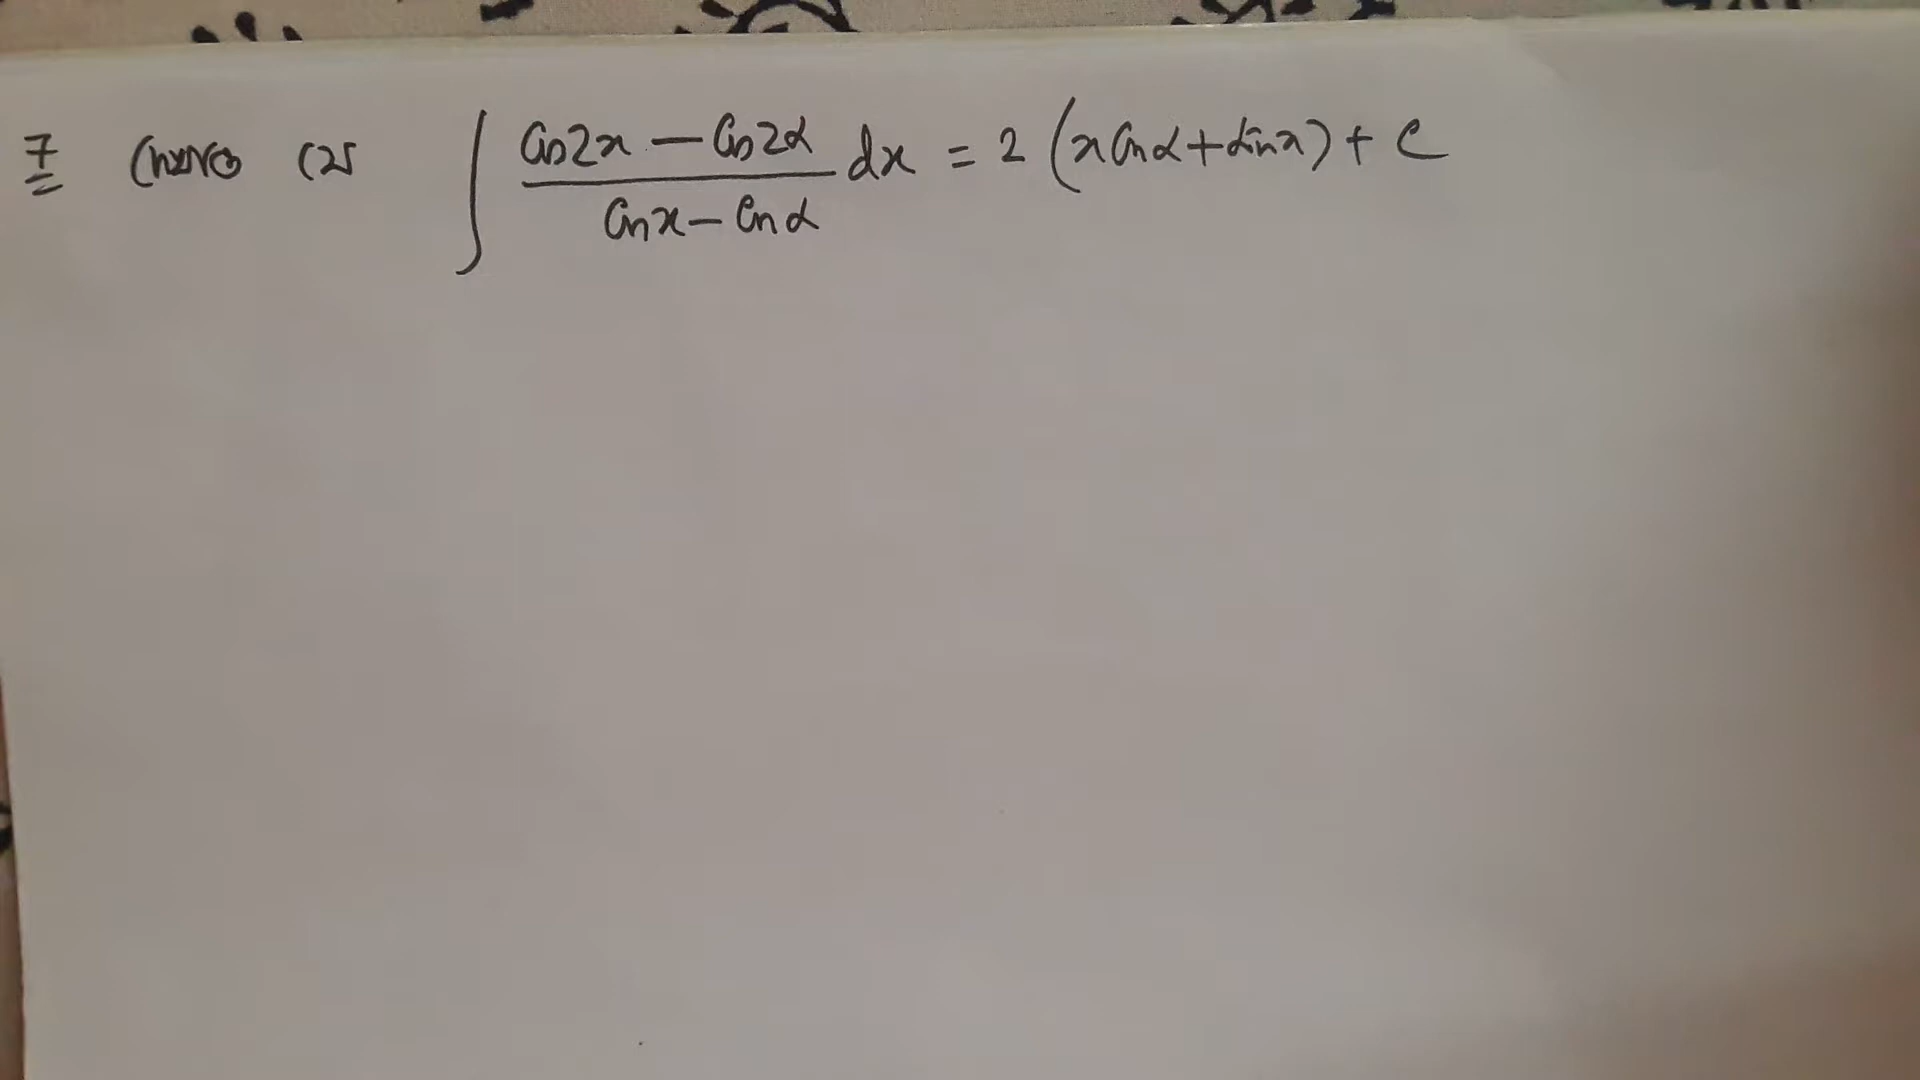 7 দেখাও যে ∫ (Cos2x − Cos2α)/(Cosx − Cosα) dx = 2 (x Cosα + Sinx) + c